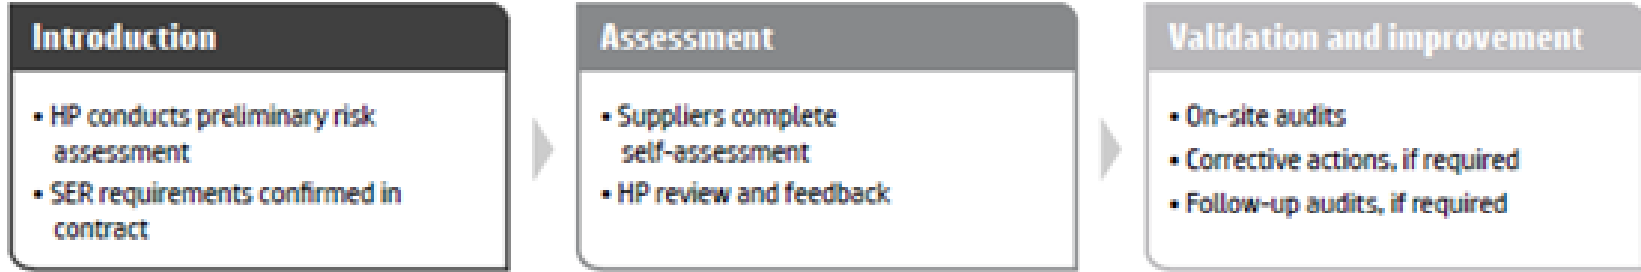 Introduction
• HP conducts preliminary risk
assessment
• SER requirements confirmed in
contract
Assessment
• Suppliers complete
self-assessment
• HP review and feedback
Validation and improvement
• On-site audits
• Corrective actions, if required
• Follow-up audits, if required